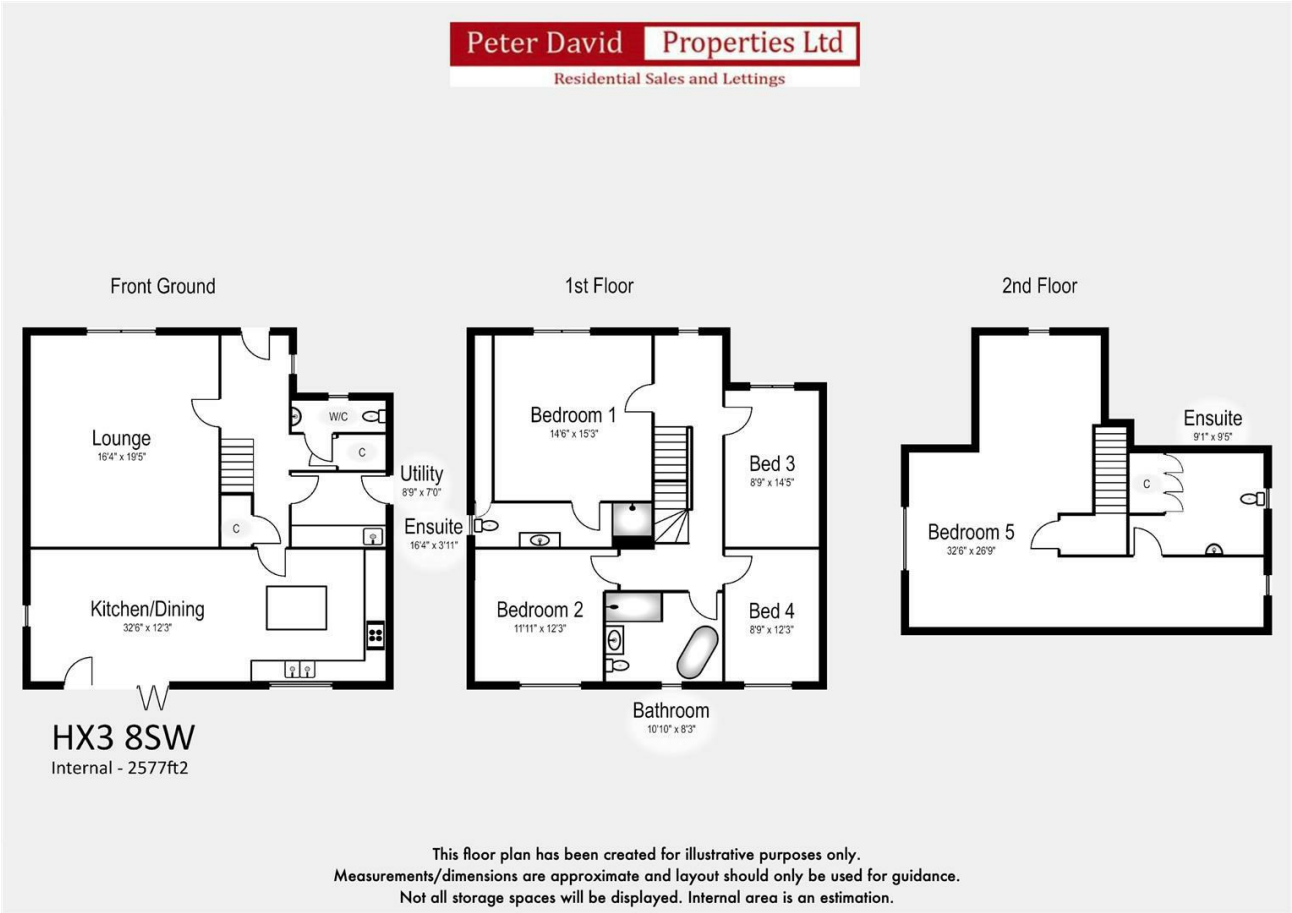 Peter David Properties Ltd
Residential Sales and Lettings
Front Ground
1st Floor
2nd Floor
Lounge
16'4" x 19'5"
W/C
C
C
Utility
8'9" x 7'0"
Kitchen/Dining
32'6" x 12'3"
Bedroom 1
14'6" x 15'3"
Bed 3
8'9" x 14'5"
Ensuite
16'4" x 3'11"
Bedroom 2
11'11" x 12'3"
Bed 4
8'9" x 12'3"
Bathroom
10'10" x 8'3"
Ensuite
9'1" x 9'5"
C
Bedroom 5
32'6" x 26'9"
HX3 8SW
Internal - 2577ft2
This floor plan has been created for illustrative purposes only.
Measurements/dimensions are approximate and layout should only be used for guidance.
Not all storage spaces will be displayed. Internal area is an estimation.